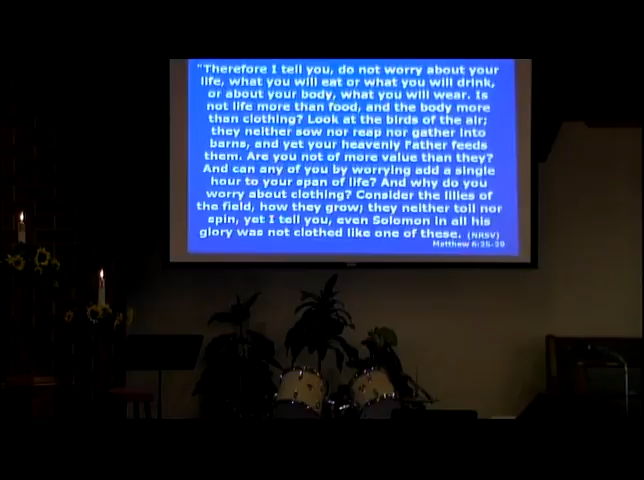 "Therefore I tell you, do not worry about your
life, what you will eat or what you will drink,
or about your body, what you will wear. Is
not life more than food, and the body more
than clothing? Look at the birds of the air;
they neither sow nor reap nor gather into
barns, and yet your heavenly Father feeds
them. Are you not of more value than they?
And can any of you by worrying add a single
hour to your span of life? And why do you
worry about clothing? Consider the lilies of
the field, how they grow; they neither toil nor
spin, yet I tell you, even Solomon in all his
glory was not clothed like one of these. (NRSV)
Matthew 6:25-29